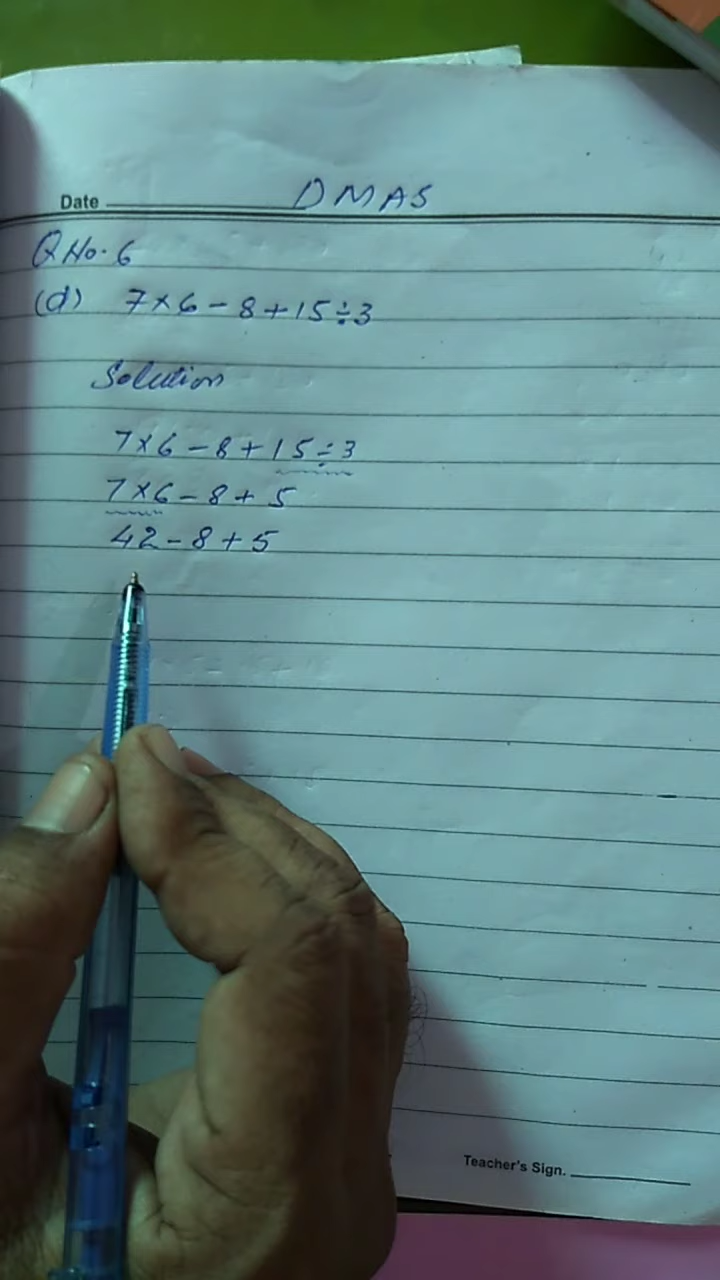 DMAS
Date
Q No. 6
(d) 7×6-8+15÷3
Solution
7×6-8+15÷3
7×6-8+5
42-8+5
Teacher's Sign.